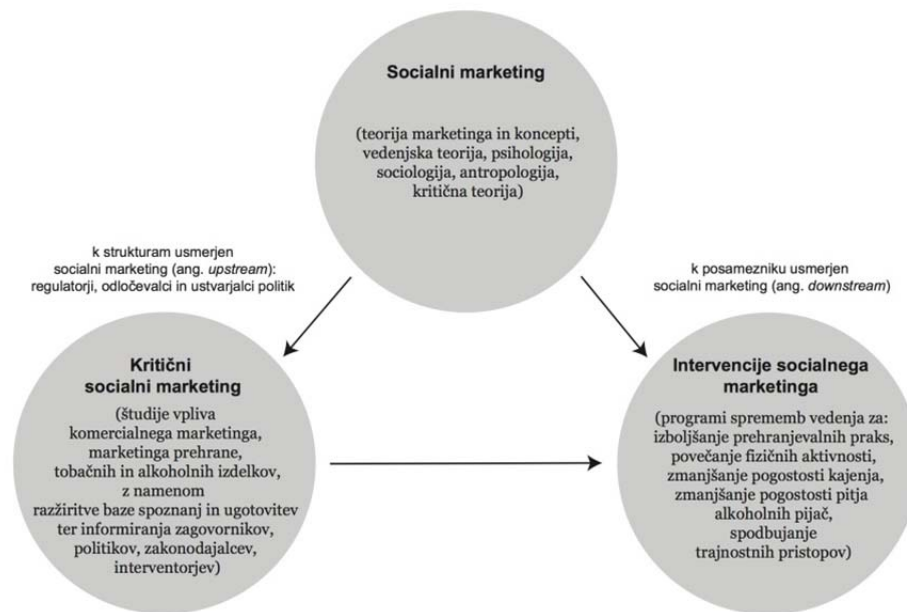 Socialni marketing
(teorija marketinga in koncepti,
vedenjska teorija, psihologija,
sociologija, antropologija,
kritična teorija)
k strukturam usmerjen
socialni marketing (ang. upstream):
regulatorji, odločevalci in ustvarjalci politik
k posamezniku usmerjen
socialni marketing (ang. downstream)
Kritični
socialni marketing
(študije vpliva
komercialnega marketinga,
marketinga prehrane,
tobačnih in alkoholnih izdelkov,
z namenom
razžiritve baze spoznanj in ugotovitev
ter informiranja zagovornikov,
politikov, zakonodajalcev,
interventorjev)
Intervencije socialnega
marketinga
(programi sprememb vedenja za:
izboljšanje prehranjevalnih praks,
povečanje fizičnih aktivnosti,
zmanjšanje pogostosti kajenja,
zmanjšanje pogostosti pitja
alkoholnih pijač,
spodbujanje
trajnostnih pristopov)